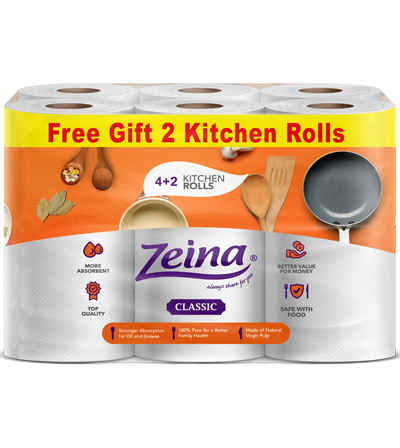 Free Gift 2 Kitchen Rolls
4+2 KITCHEN
ROLLS
Zeina®
always there for you
CLASSIC
MORE
ABSORBENT
TOP
QUALITY
BETTER VALUE
FOR MONEY
SAFE WITH
FOOD
Stronger Absorption
for Oil and Grease
100% Pure for a Better
Family Health
Made of Natural
Virgin Pulp